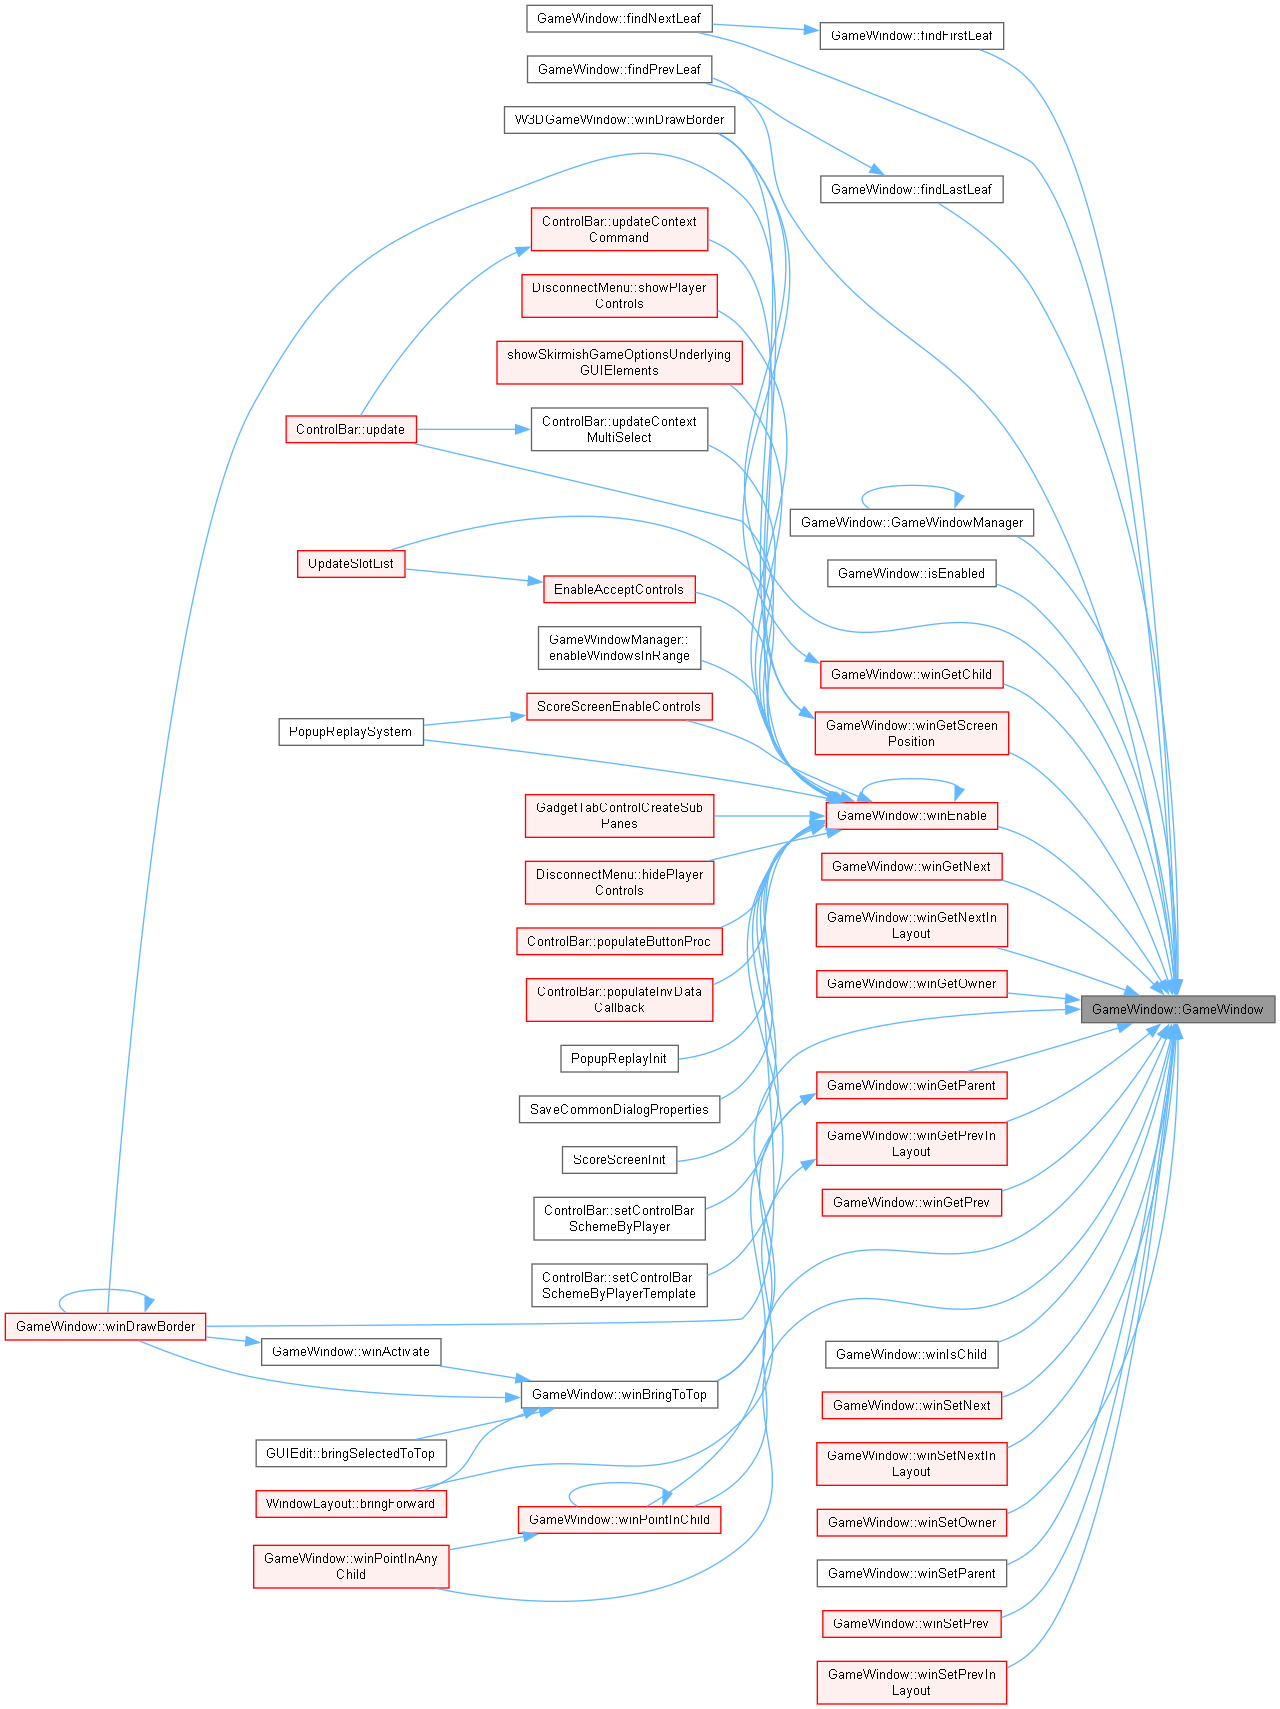 GameWindow::findNextLeaf
GameWindow::findFirstLeaf
GameWindow::findPrevLeaf
W3DGameWindow::winDrawBorder
GameWindow::findLastLeaf
ControlBar::updateContext
Command
DisconnectMenu::showPlayer
Controls
showSkirmishGameOptionsUnderlying
GUIElements
ControlBar::update
ControlBar::updateContext
MultiSelect
GameWindow::GameWindowManager
UpdateSlotList
GameWindow::isEnabled
EnableAcceptControls
GameWindowManager::
enableWindowsInRange
GameWindow::winGetChild
ScoreScreenEnableControls
PopupReplaySystem
GameWindow::winGetScreen
Position
GadgetTabControlCreateSub
Panes
GameWindow::winEnable
DisconnectMenu::hidePlayer
Controls
GameWindow::winGetNext
ControlBar::populateButtonProc
GameWindow::winGetNextIn
Layout
ControlBar::populateInvData
Callback
GameWindow::winGetOwner
GameWindow::GameWindow
PopupReplayInit
GameWindow::winGetParent
SaveCommonDialogProperties
GameWindow::winGetPrevIn
Layout
ScoreScreenInit
GameWindow::winGetPrev
ControlBar::setControlBar
SchemeByPlayer
ControlBar::setControlBar
SchemeByPlayerTemplate
GameWindow::winDrawBorder
GameWindow::winActivate
GameWindow::winIsChild
GameWindow::winBringToTop
GameWindow::winSetNext
GUIEdit::bringSelectedToTop
GameWindow::winSetNextIn
Layout
WindowLayout::bringForward
GameWindow::winPointInChild
GameWindow::winSetOwner
GameWindow::winPointInAny
Child
GameWindow::winSetParent
GameWindow::winSetPrev
GameWindow::winSetPrevIn
Layout